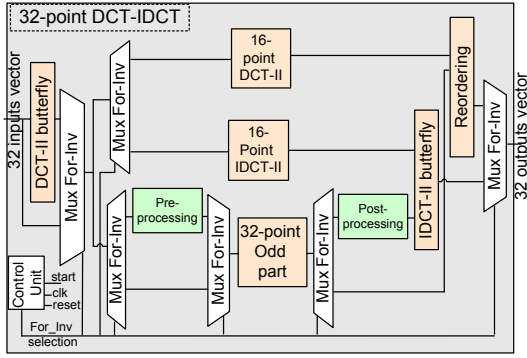 32-point DCT-IDCT
32 inputs vector
DCT-II butterfly
Mux For-Inv
Mux For-Inv
16-
point
DCT-II
16-
Point
IDCT-II
Reordering
Mux For-Inv
32 outputs vector
IDCT-II butterfly
Mux For-Inv
Pre-
processing
Mux For-Inv
32-point
Odd
part
Mux For-Inv
Post-
processing
Control
Unit
start
clk
reset
For_Inv
selection